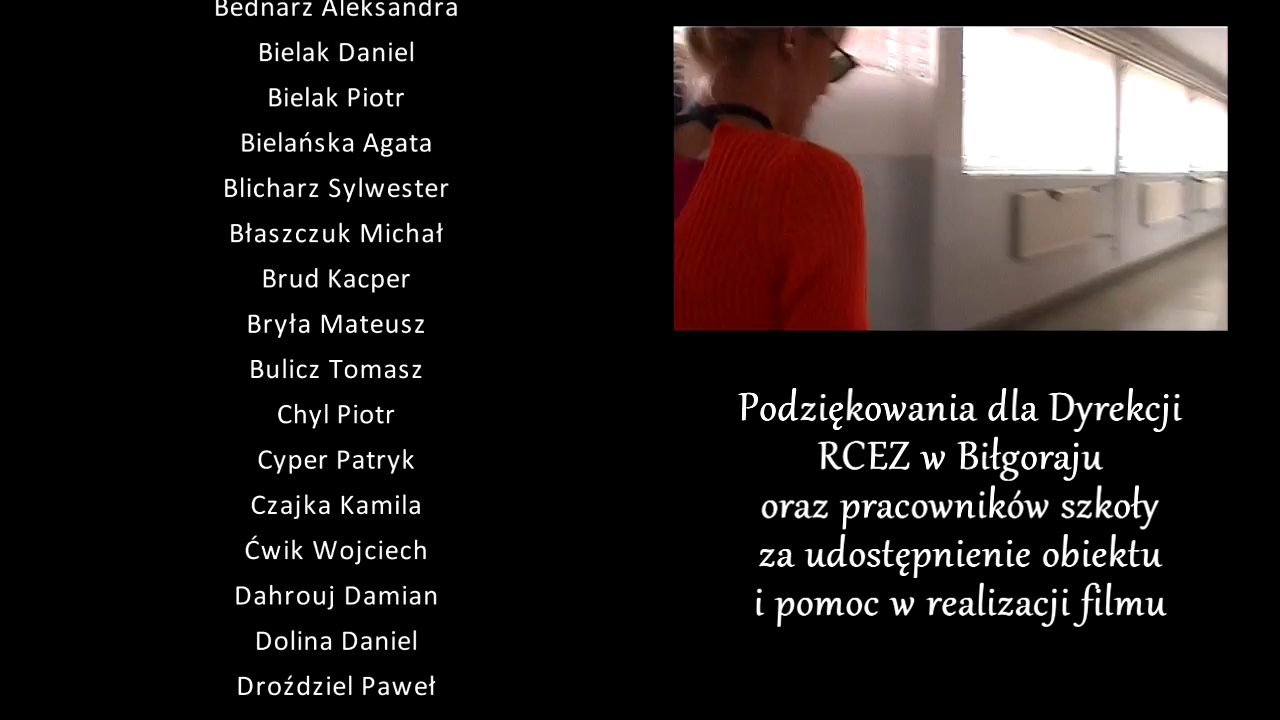 Bednarz Aleksandra
Bielak Daniel
Bielak Piotr
Bielańska Agata
Blicharz Sylwester
Błaszczuk Michał
Brud Kacper
Bryła Mateusz
Bulicz Tomasz
Chyl Piotr
Cyper Patryk
Czajka Kamila
Ćwik Wojciech
Dahrouj Damian
Dolina Daniel
Droździel Paweł
Podziękowania dla Dyrekcji
RCEZ w Biłgoraju
oraz pracowników szkoły
za udostępnienie obiektu
i pomoc w realizacji filmu